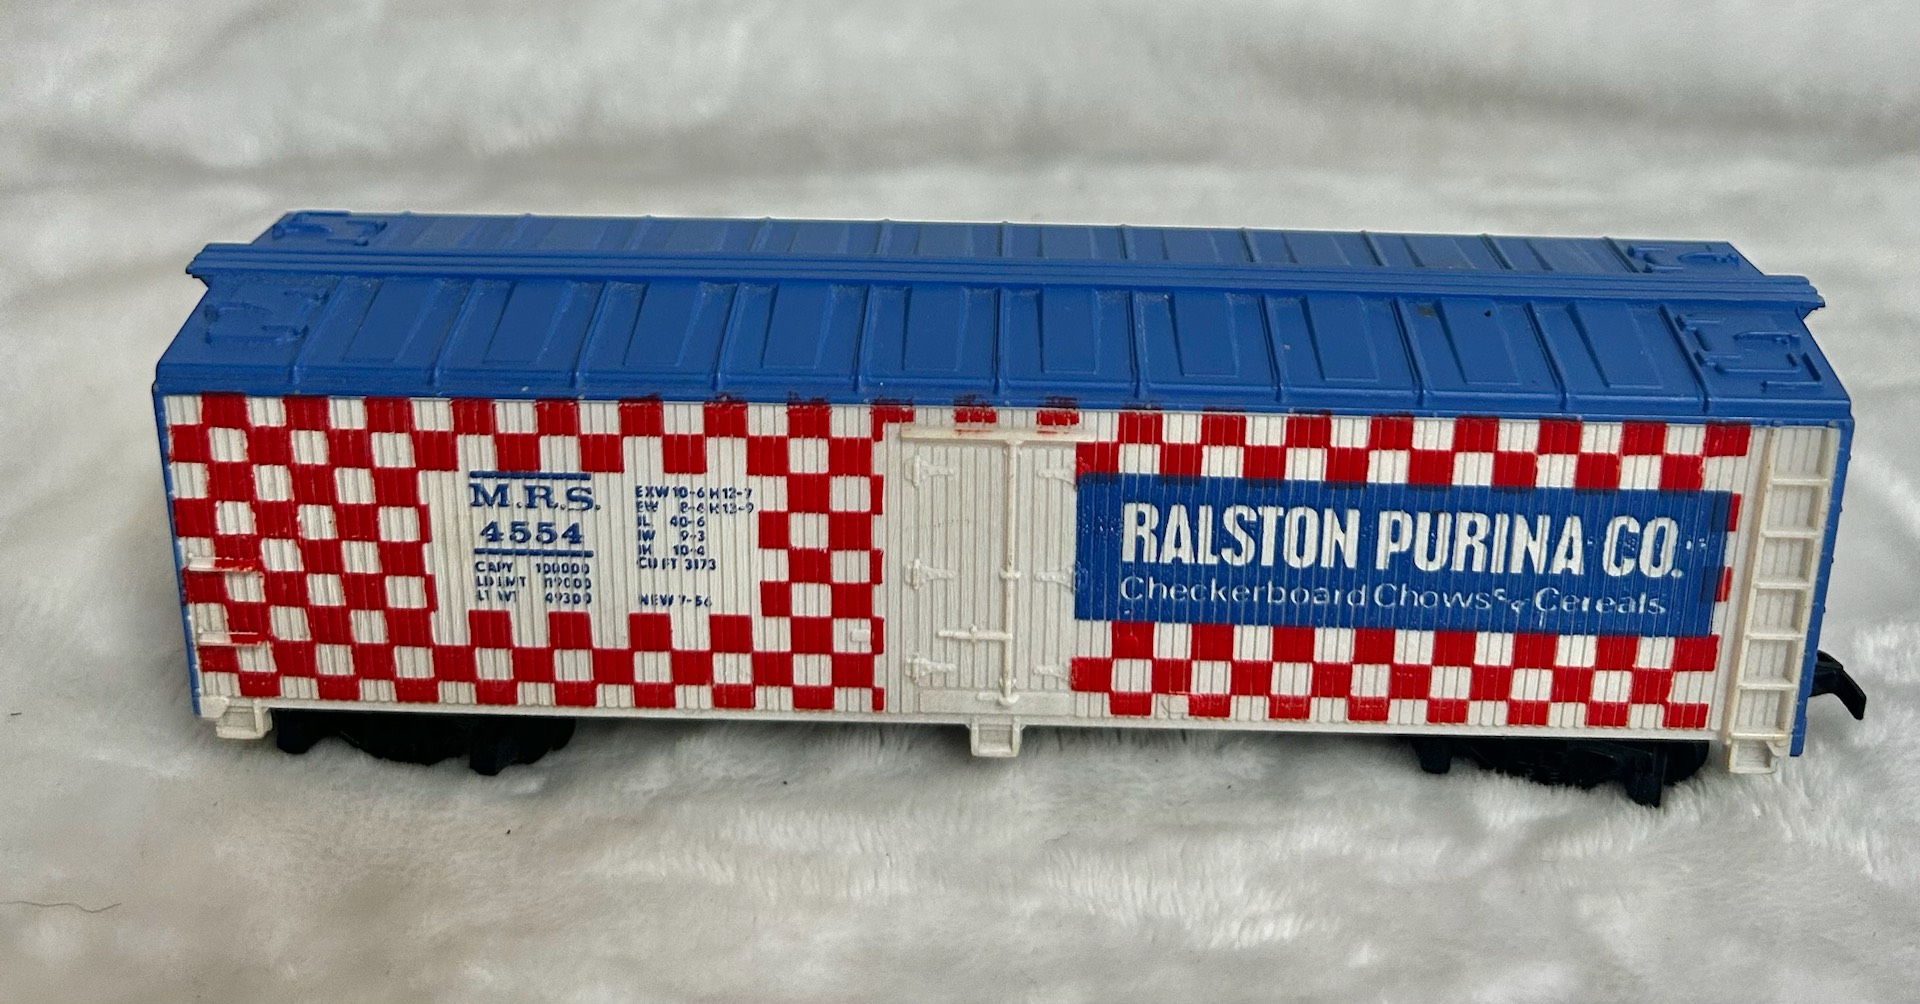 M.R.S.
4554
CAPY 100000
LD LMT 119000
LT WT 49300
EXW 10-6 H 12-7
EW 8-6 H 13-9
IL 40-6
IW 9-3
IH 10-4
CU FT 3173
NEW 7-56
RALSTON PURINA CO.
Checkerboard Chows & Cereals